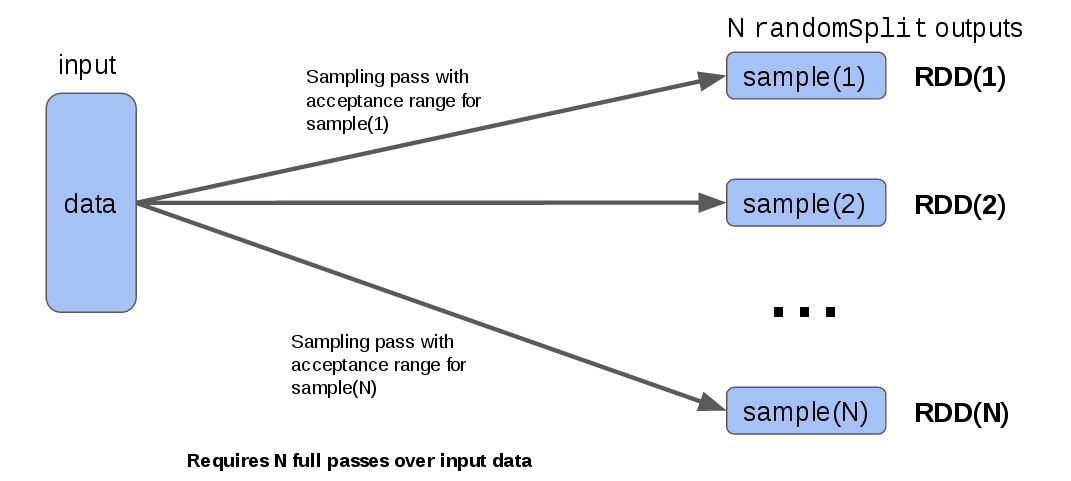 N randomSplit outputs
input
Sampling pass with
acceptance range for
sample(1)
data
sample(1) RDD(1)
sample(2) RDD(2)
...
Sampling pass with
acceptance range for
sample(N)
sample(N) RDD(N)
Requires N full passes over input data